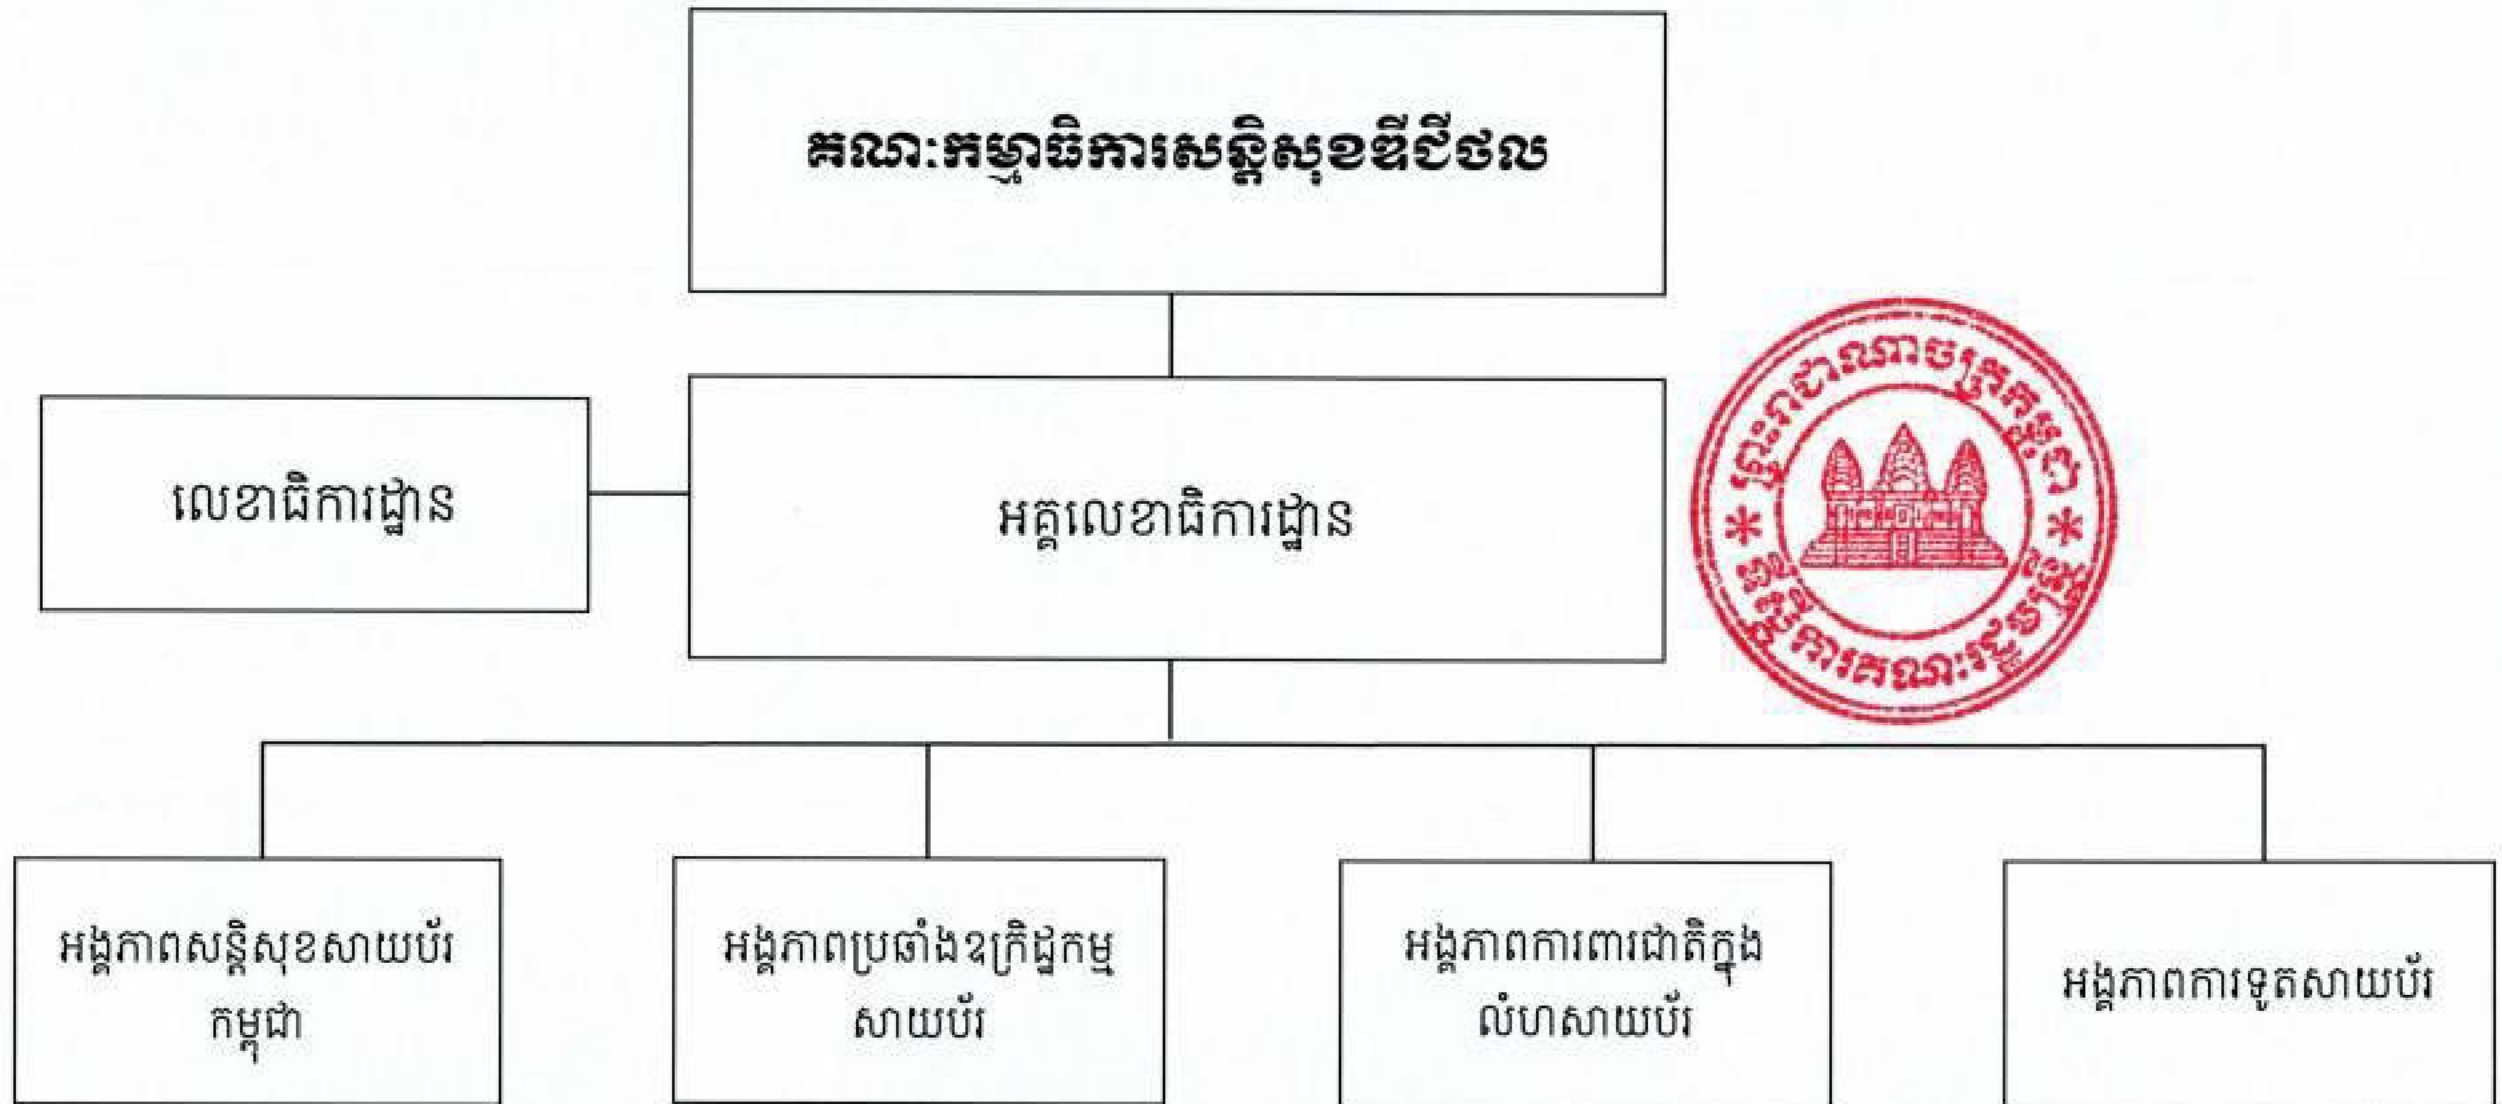 គណៈកម្មាធិការសន្តិសុខឌីជីថល
លេខាធិការដ្ឋាន
អគ្គលេខាធិការដ្ឋាន
ព្រះរាជាណាចក្រកម្ពុជា
ទីស្តីការគណៈរដ្ឋមន្ត្រី
អង្គភាពសន្តិសុខសាយប័រ
កម្ពុជា
អង្គភាពប្រឆាំងឧក្រិដ្ឋកម្ម
សាយប័រ
អង្គភាពការពារជាតិក្នុង
លំហសាយប័រ
អង្គភាពការទូតសាយប័រ